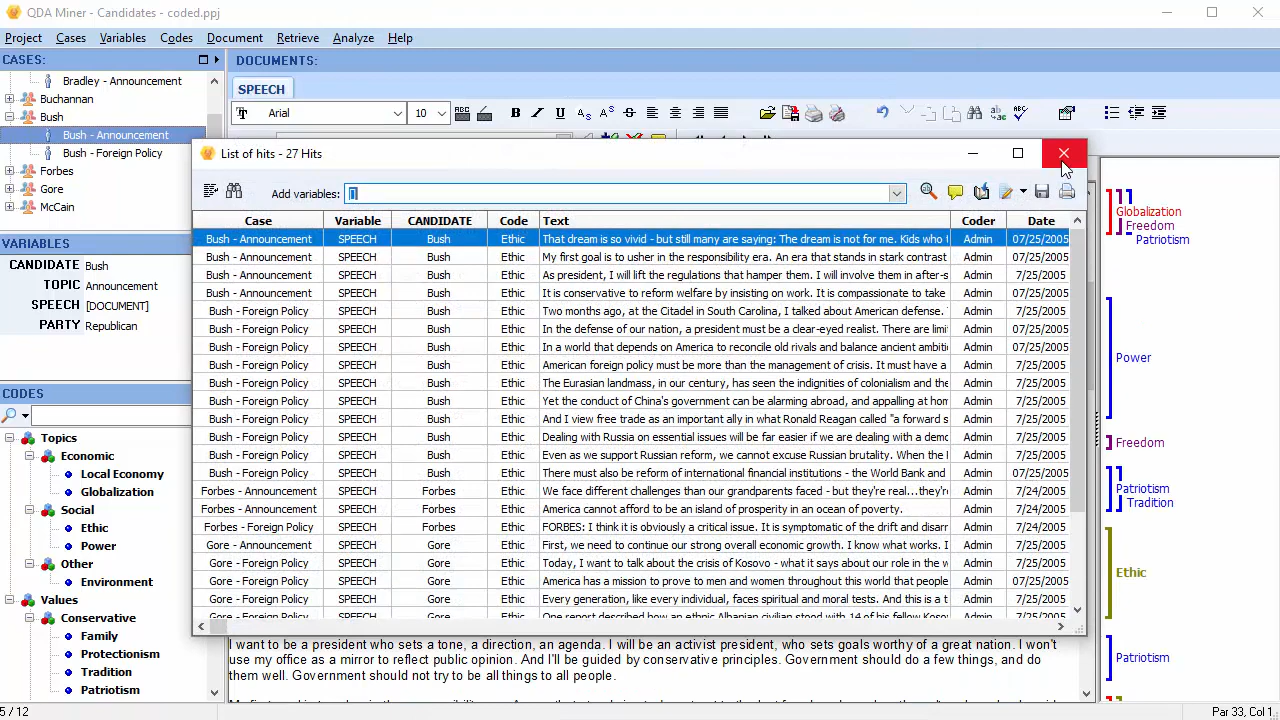 QDA Miner - Candidates - coded.ppj
Project Cases Variables Codes Document Retrieve Analyze Help
CASES:
Bradley - Announcement
Buchannan
Bush
Bush - Announcement
Bush - Foreign Policy
Forbes
Gore
McCain
VARIABLES
CANDIDATE Bush
TOPIC Announcement
SPEECH [DOCUMENT]
PARTY Republican
CODES
Topics
Economic
Local Economy
Globalization
Social
Ethic
Power
Other
Environment
Values
Conservative
Family
Protectionism
Tradition
Patriotism
5 / 12
DOCUMENTS:
SPEECH
Arial 10
List of hits - 27 Hits
Add variables: []
Case Variable CANDIDATE Code Text Coder Date
Bush - Announcement SPEECH Bush Ethic That dream is so vivid - but still many are saying: The dream is not for me. Kids who Admin 07/25/2005
Bush - Announcement SPEECH Bush Ethic My first goal is to usher in the responsibility era. An era that stands in stark contrast Admin 07/25/2005
Bush - Announcement SPEECH Bush Ethic As president, I will lift the regulations that hamper them. I will involve them in after-s Admin 07/25/2005
Bush - Announcement SPEECH Bush Ethic It is conservative to reform welfare by insisting on work. It is compassionate to take Admin 07/25/2005
Bush - Foreign Policy SPEECH Bush Ethic Two months ago, at the Citadel in South Carolina, I talked about American defense. Admin 7/25/2005
Bush - Foreign Policy SPEECH Bush Ethic In the defense of our nation, a president must be a clear-eyed realist. There are limi Admin 07/25/2005
Bush - Foreign Policy SPEECH Bush Ethic In a world that depends on America to reconcile old rivals and balance ancient ambitio Admin 07/25/2005
Bush - Foreign Policy SPEECH Bush Ethic American foreign policy must be more than the management of crisis. It must have a Admin 7/25/2005
Bush - Foreign Policy SPEECH Bush Ethic The Eurasian landmass, in our century, has seen the indignities of colonialism and the Admin 7/25/2005
Bush - Foreign Policy SPEECH Bush Ethic Yet the conduct of China's government can be alarming abroad, and appalling at hom Admin 07/25/2005
Bush - Foreign Policy SPEECH Bush Ethic And I view free trade as an important ally in what Ronald Reagan called "a forward s Admin 7/25/2005
Bush - Foreign Policy SPEECH Bush Ethic Dealing with Russia on essential issues will be far easier if we are dealing with a demo Admin 7/25/2005
Bush - Foreign Policy SPEECH Bush Ethic Even as we support Russian reform, we cannot excuse Russian brutality. When the Admin 7/25/2005
Bush - Foreign Policy SPEECH Bush Ethic There must also be reform of international financial institutions - the World Bank and Admin 07/25/2005
Forbes - Announcement SPEECH Forbes Ethic We face different challenges than our grandparents faced - but they're real...they're Admin 7/24/2005
Forbes - Announcement SPEECH Forbes Ethic America cannot afford to be an island of prosperity in an ocean of poverty. Admin 7/24/2005
Forbes - Foreign Policy SPEECH Forbes Ethic FORBES: I think it is obviously a critical issue. It is symptomatic of the drift and disarr Admin 7/24/2005
Gore - Announcement SPEECH Gore Ethic First, we need to continue our strong overall economic growth. I know what works. I Admin 7/25/2005
Gore - Foreign Policy SPEECH Gore Ethic Today, I want to talk about the crisis of Kosovo - what it says about our role in the w Admin 7/25/2005
Gore - Foreign Policy SPEECH Gore Ethic America has a mission to prove to men and women throughout this world that people Admin 07/25/2005
Gore - Foreign Policy SPEECH Gore Ethic Every generation, like every individual, faces spiritual and moral tests. And this is a t Admin 7/25/2005
Gore - Foreign Policy SPEECH Gore Ethic One report described how an ethnic Albanian civilian stood with 14 of his fellow Kosov Admin 7/25/2005
I want to be a president who sets a tone, a direction, an agenda. I will be an activist president, who sets goals worthy of a great nation. I won't
use my office as a mirror to reflect public opinion. And I'll be guided by conservative principles. Government should do a few things, and do
them well. Government should not try to be all things to all people.
Globalization
Freedom
Patriotism
Power
Freedom
Patriotism
Tradition
Ethic
Patriotism
Par 33, Col 1